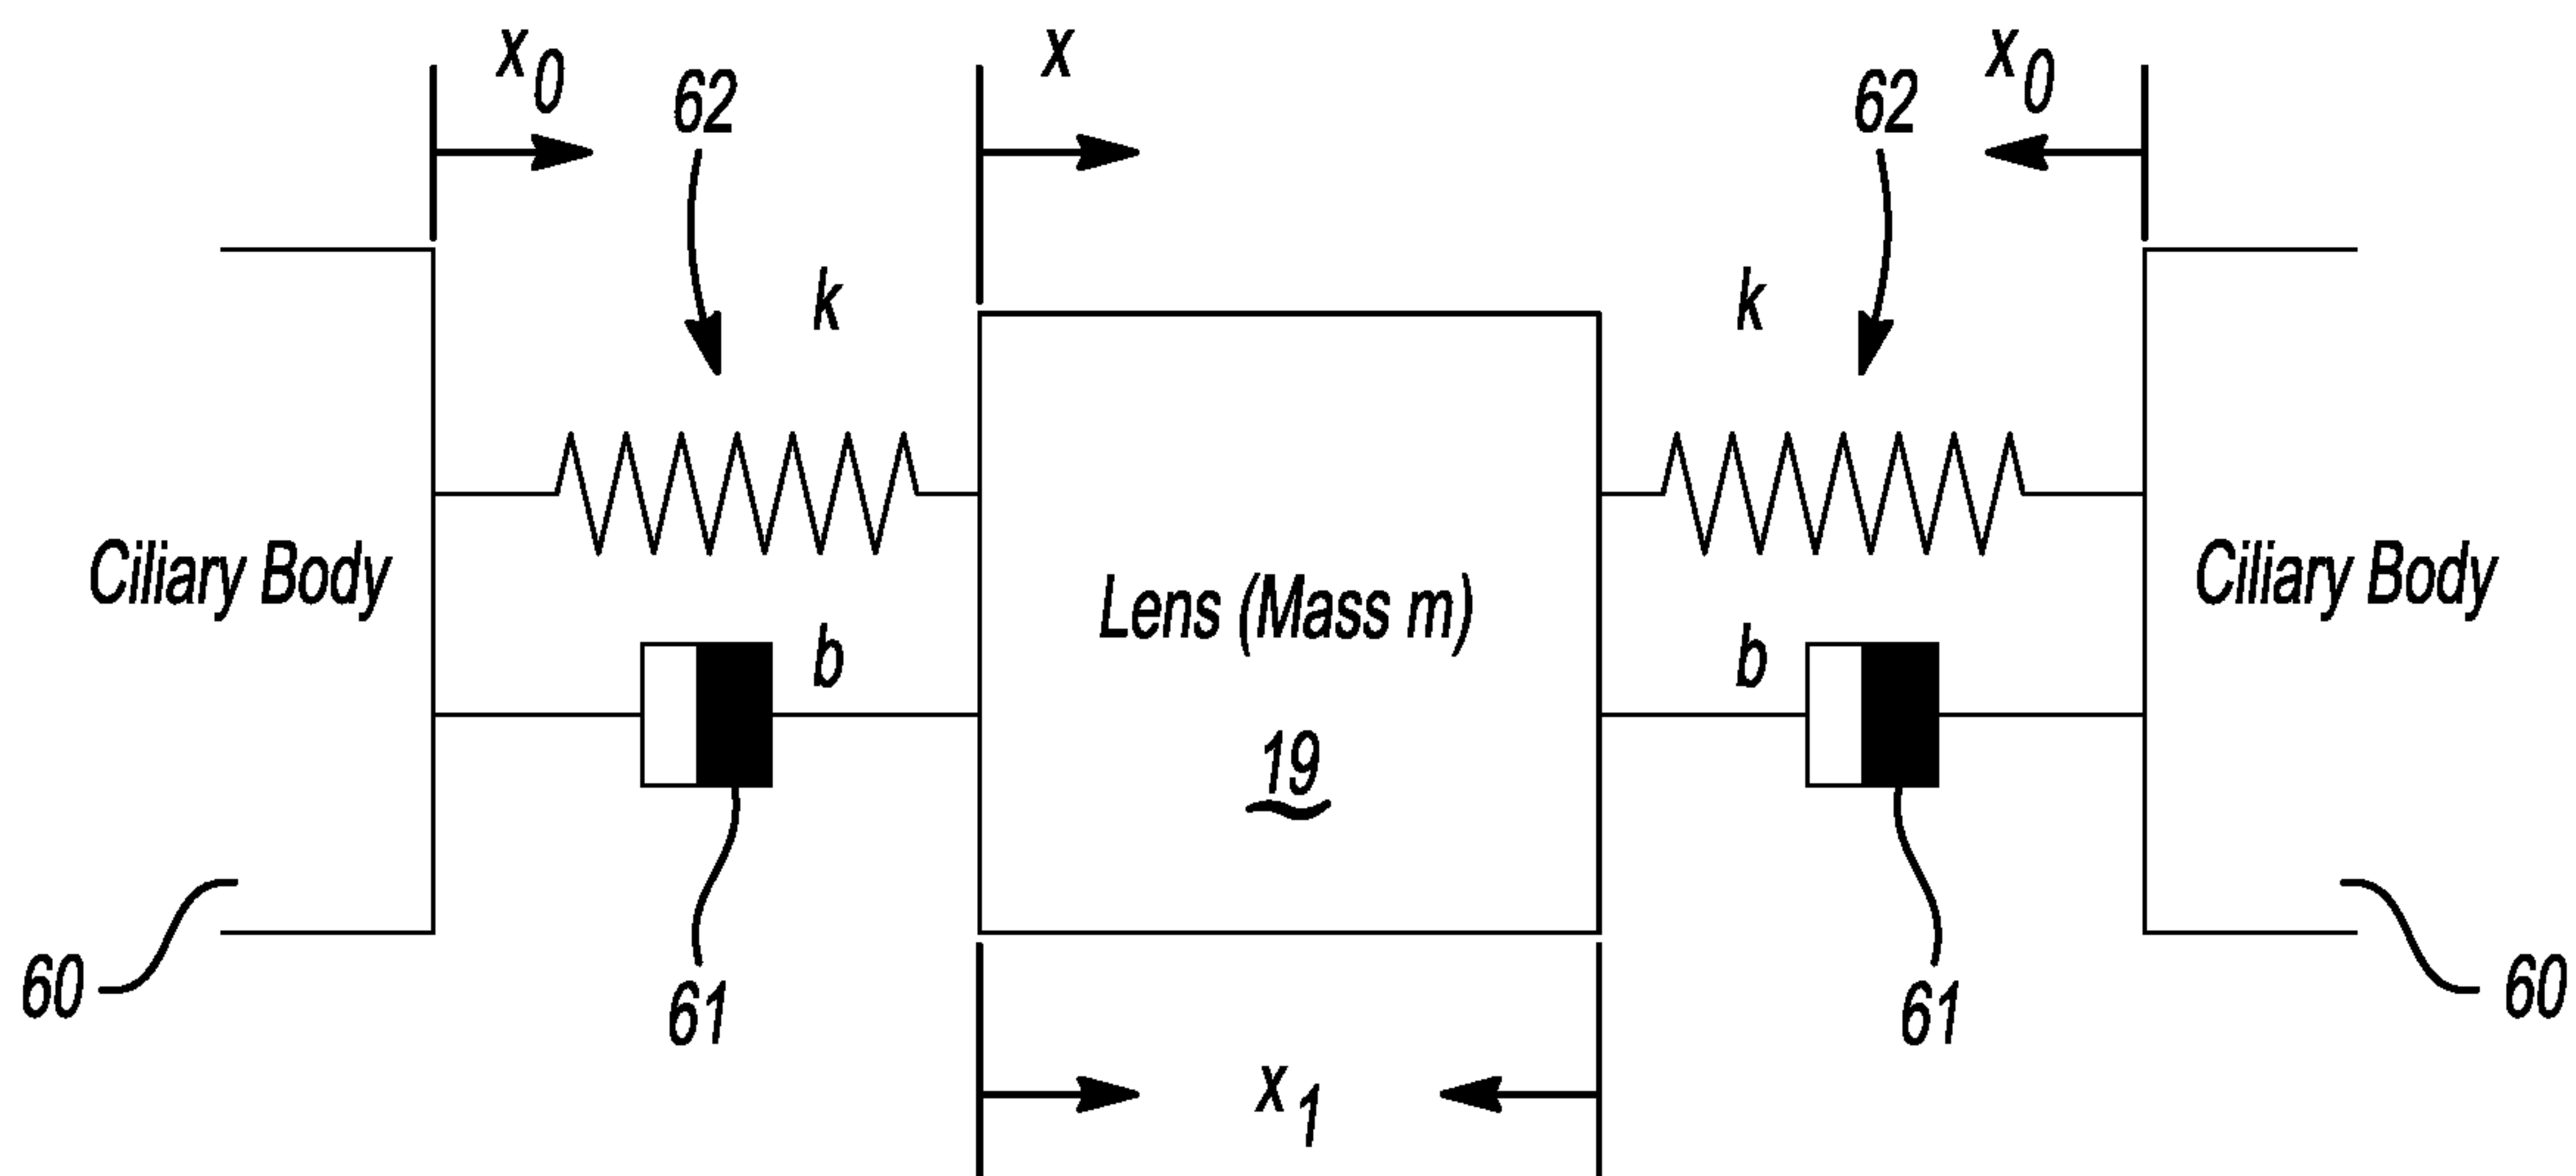 x0 x x0
62 62
k k
Ciliary Body Lens (Mass m) Ciliary Body
b b
19
60 61 61 60
x1